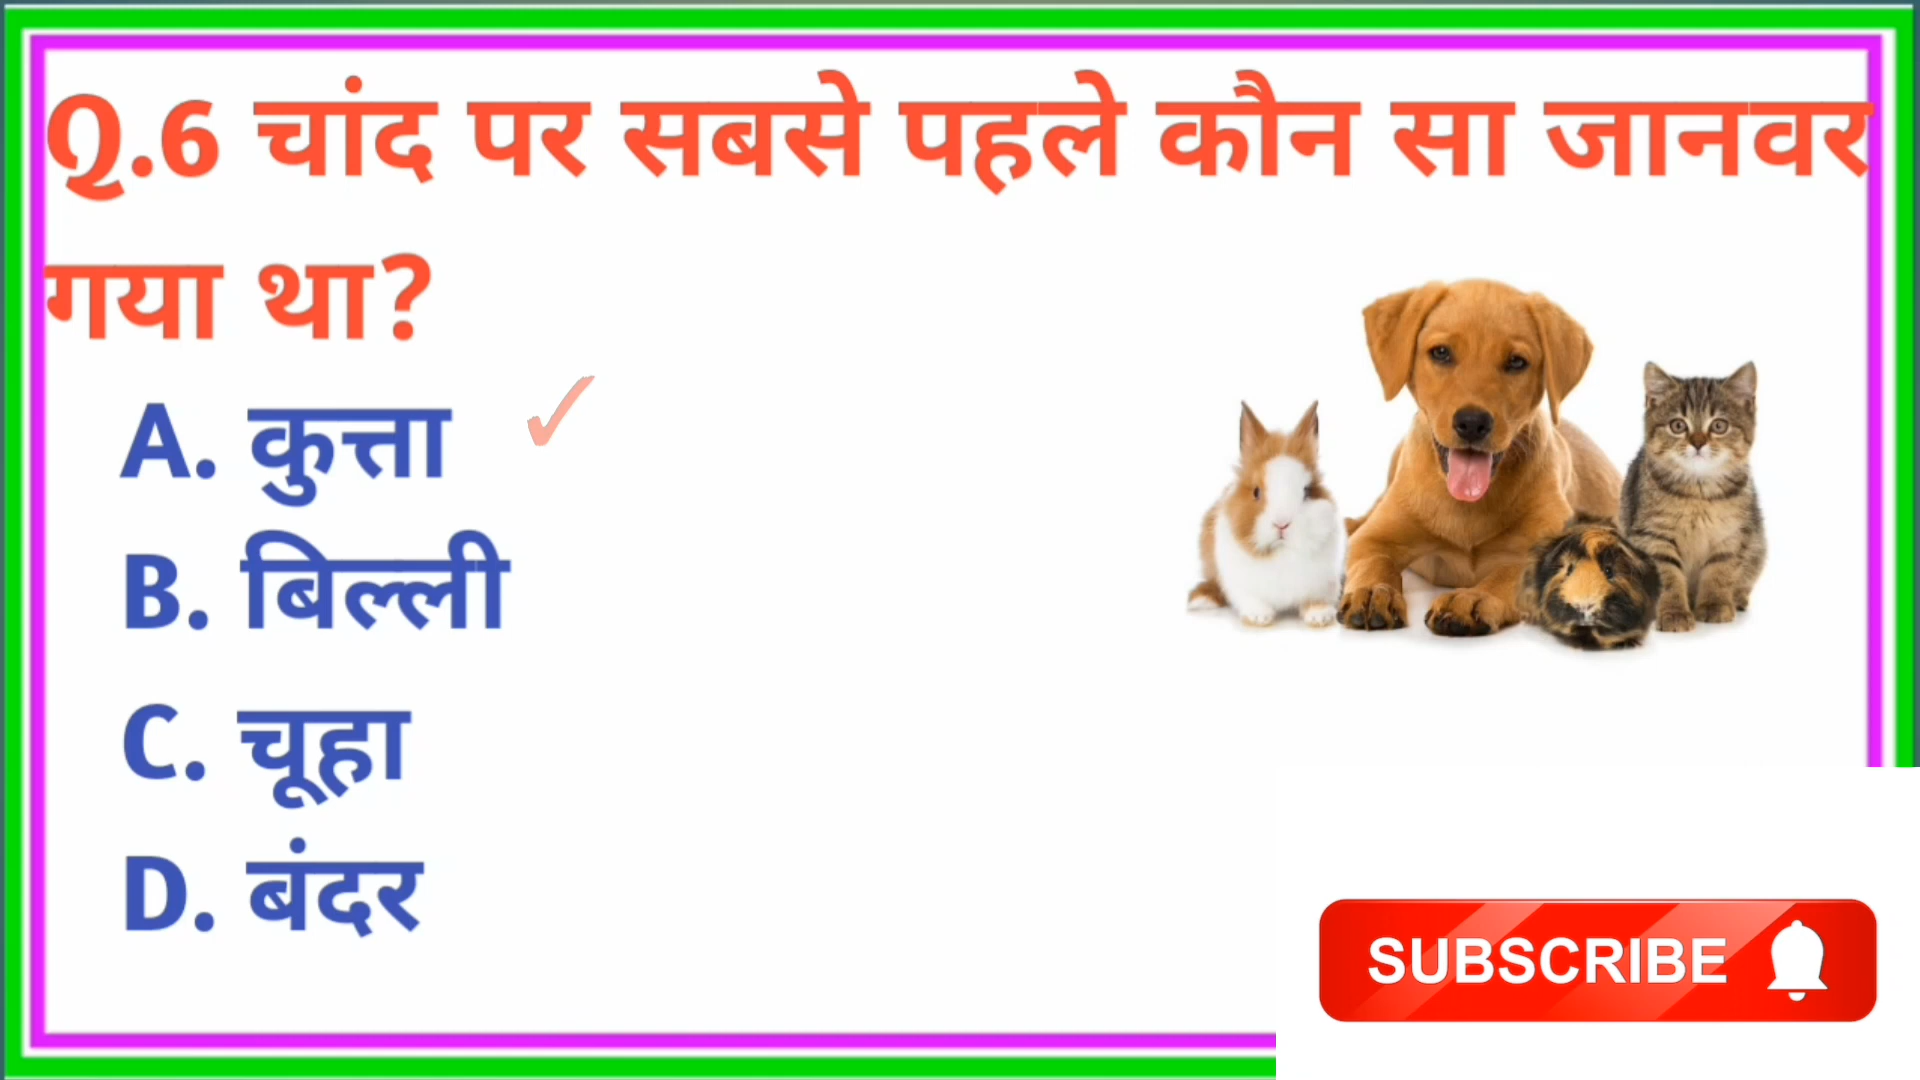 Q.6 चांद पर सबसे पहले कौन सा जानवर
गया था?
A. कुत्ता ✓
B. बिल्ली
C. चूहा
D. बंदर
SUBSCRIBE